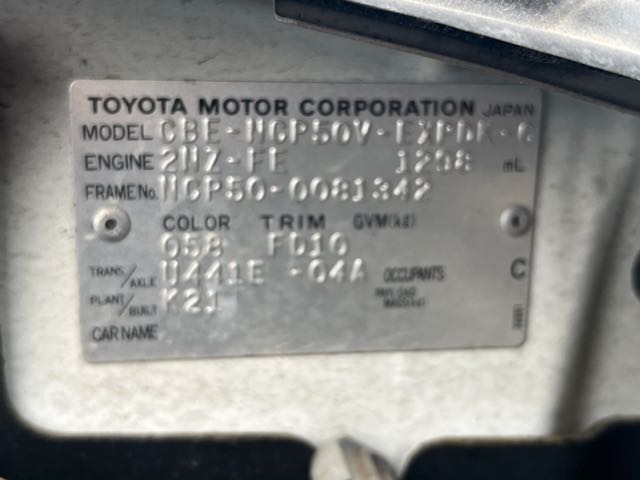 TOYOTA MOTOR CORPORATION JAPAN
MODEL CBE-NCP50V-EXPDK-G
ENGINE 2NZ-FE 1298 mL
FRAME No. NCP50-0081342
COLOR TRIM GVM(kg)
058 FD10
TRANS/AXLE U441E -04A OCCUPANTS C
PLANT/BUILT K21
CAR NAME